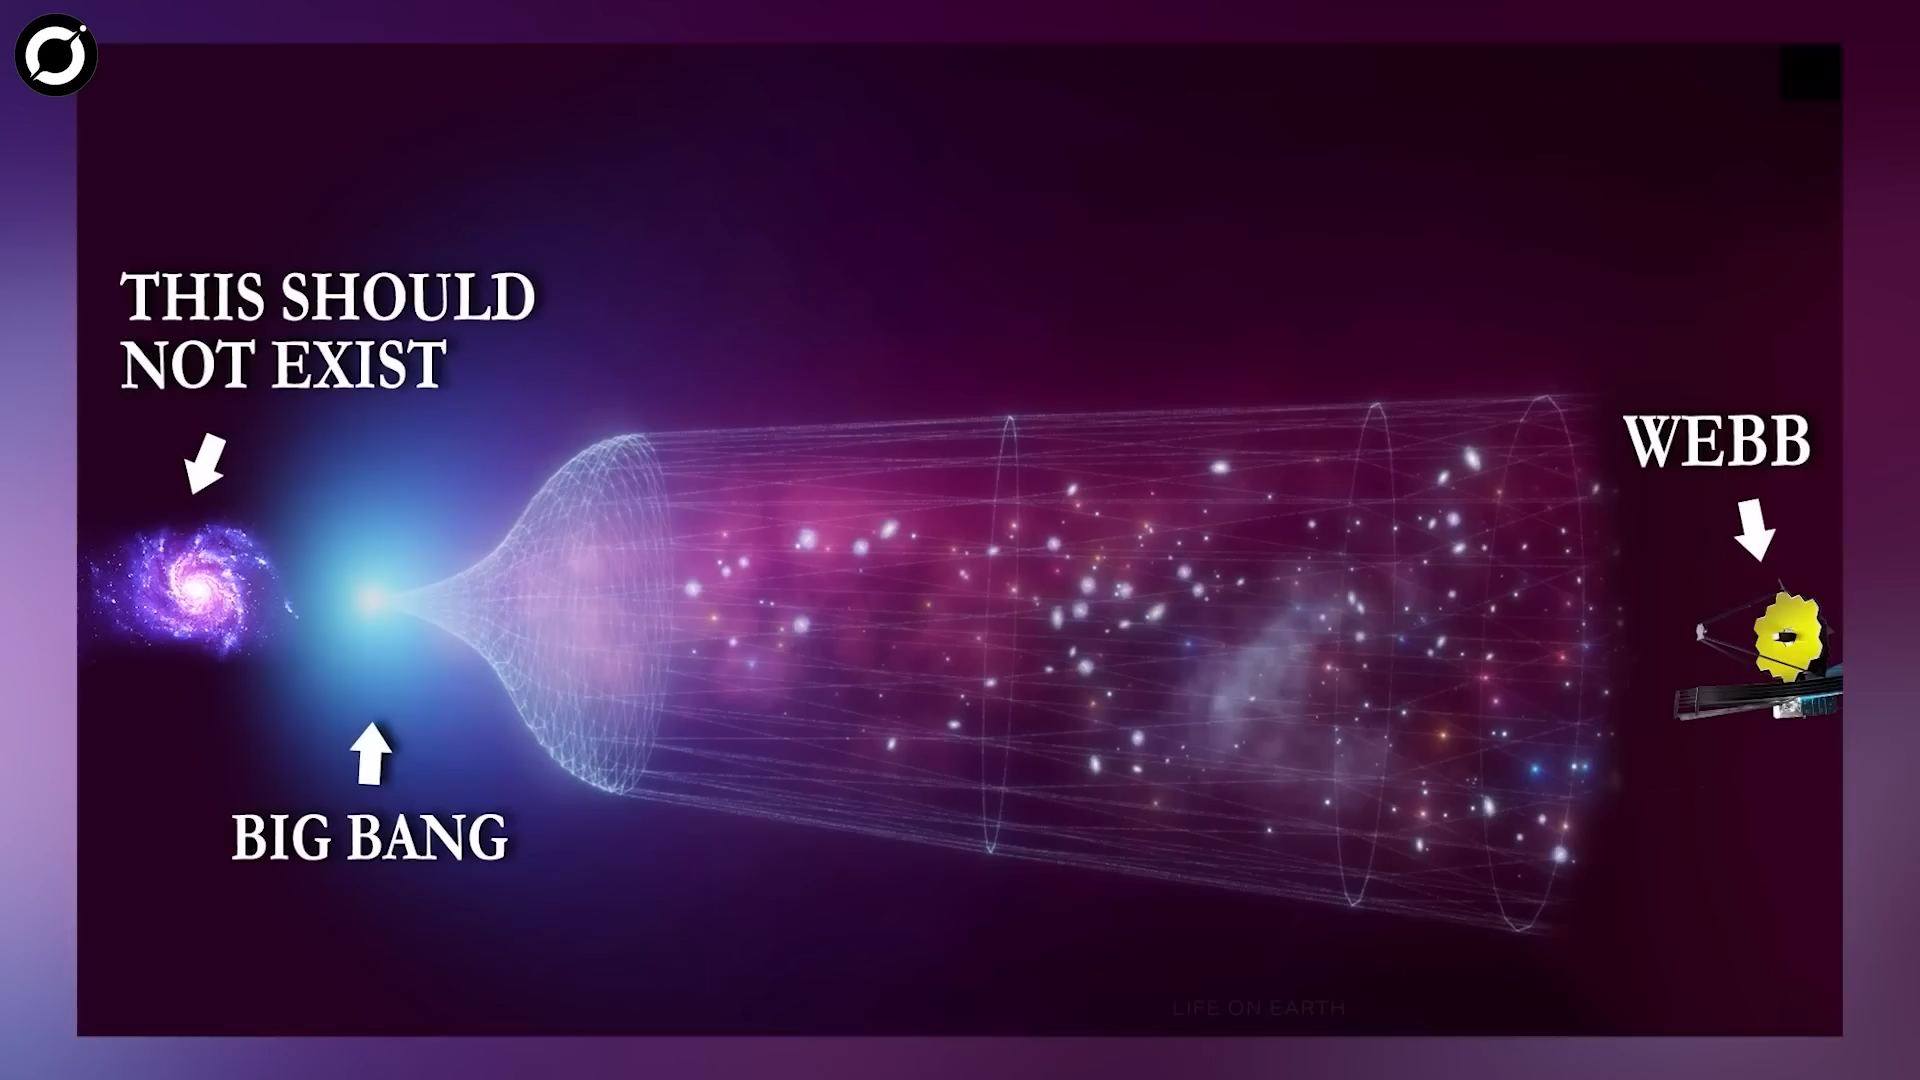 THIS SHOULD
NOT EXIST
WEBB
BIG BANG
LIFE ON EARTH